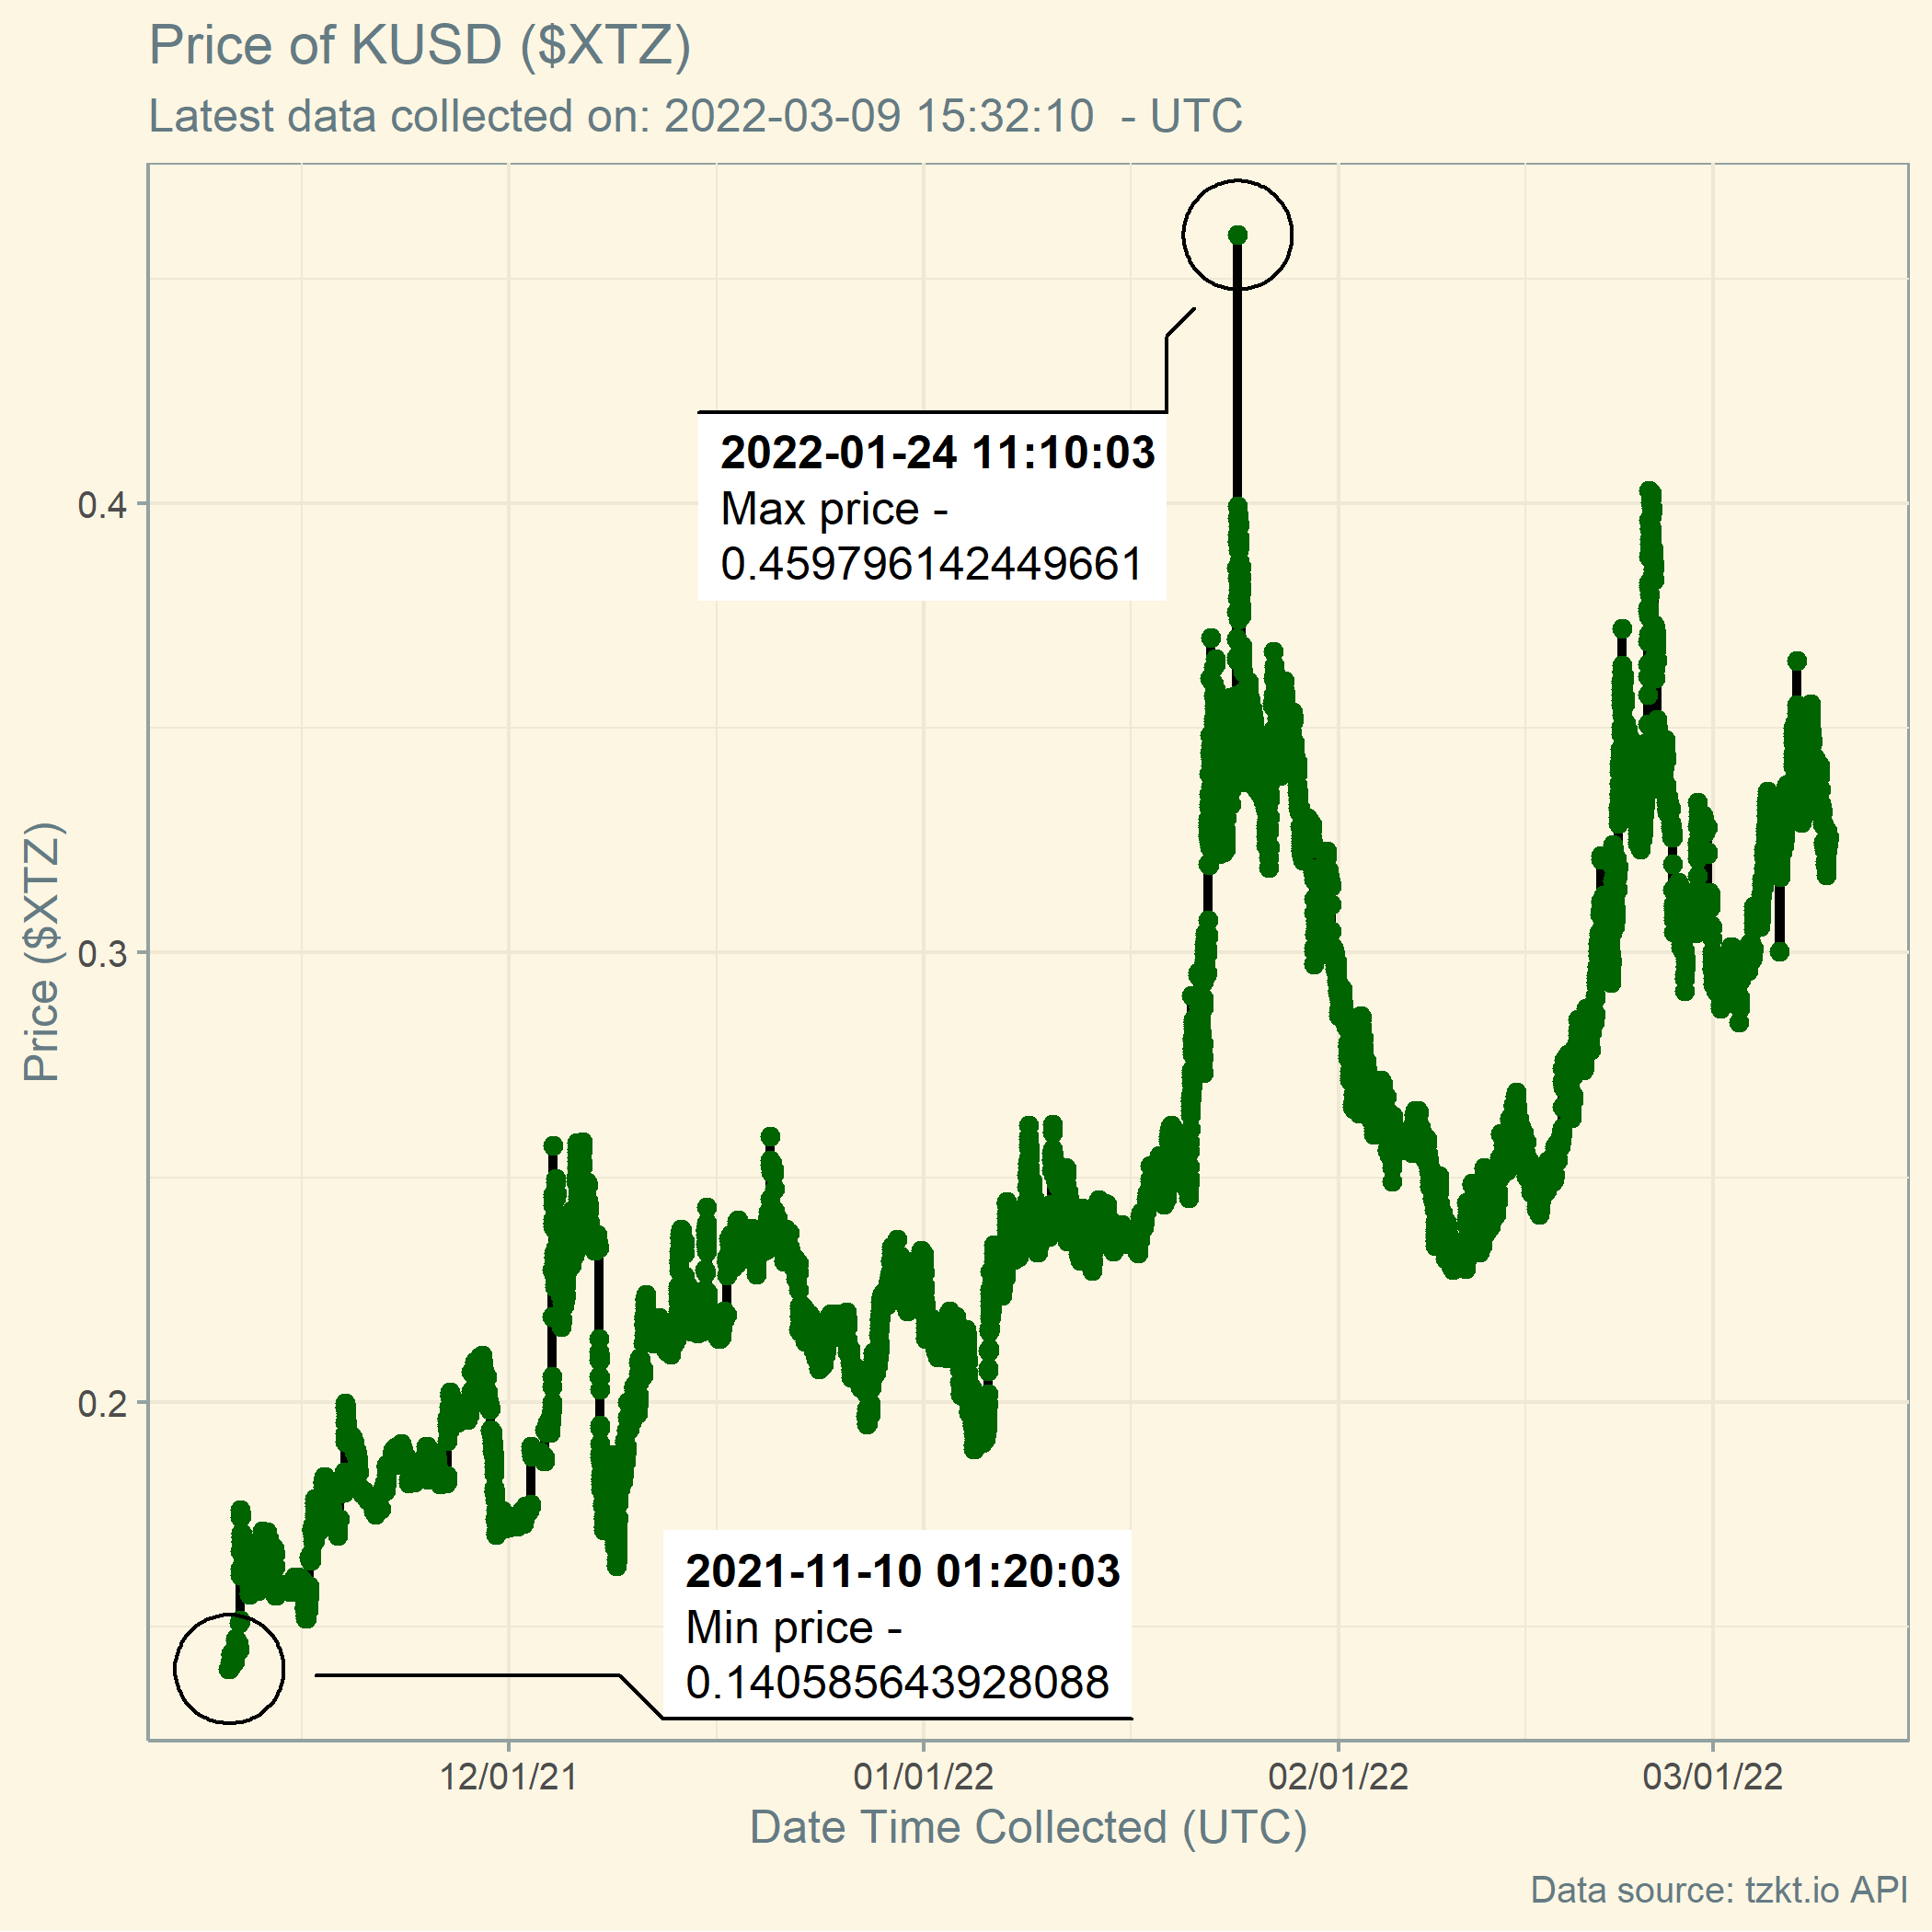 Price of KUSD ($XTZ)
Latest data collected on: 2022-03-09 15:32:10  - UTC
2022-01-24 11:10:03
Max price -
0.459796142449661
0.4
0.3
0.2
Price ($XTZ)
2021-11-10 01:20:03
Min price -
0.140585643928088
12/01/21
01/01/22
02/01/22
03/01/22
Date Time Collected (UTC)
Data source: tzkt.io API